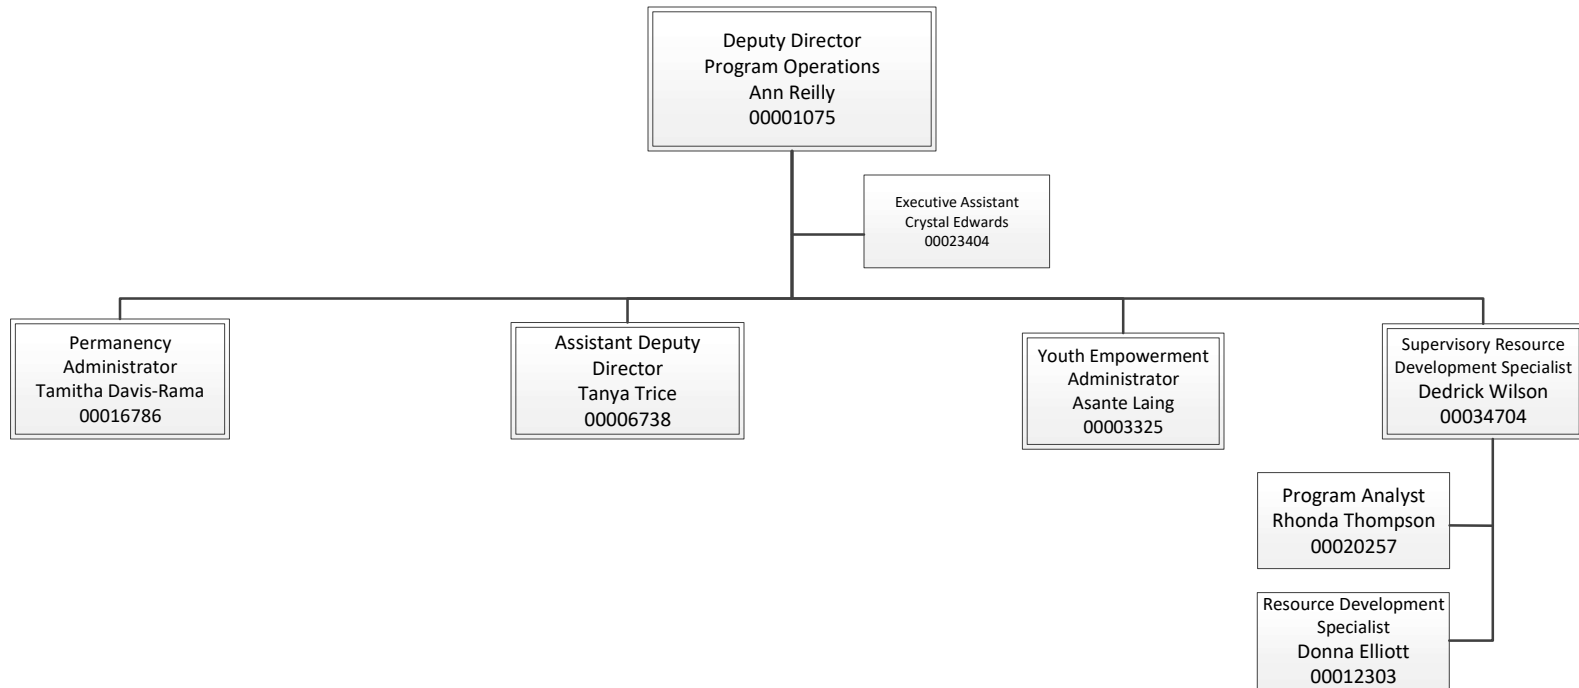 Deputy Director
Program Operations
Ann Reilly
00001075
Executive Assistant
Crystal Edwards
00023404
Permanency
Administrator
Tamitha Davis-Rama
00016786
Assistant Deputy
Director
Tanya Trice
00006738
Youth Empowerment
Administrator
Asante Laing
00003325
Supervisory Resource
Development Specialist
Dedrick Wilson
00034704
Program Analyst
Rhonda Thompson
00020257
Resource Development
Specialist
Donna Elliott
00012303